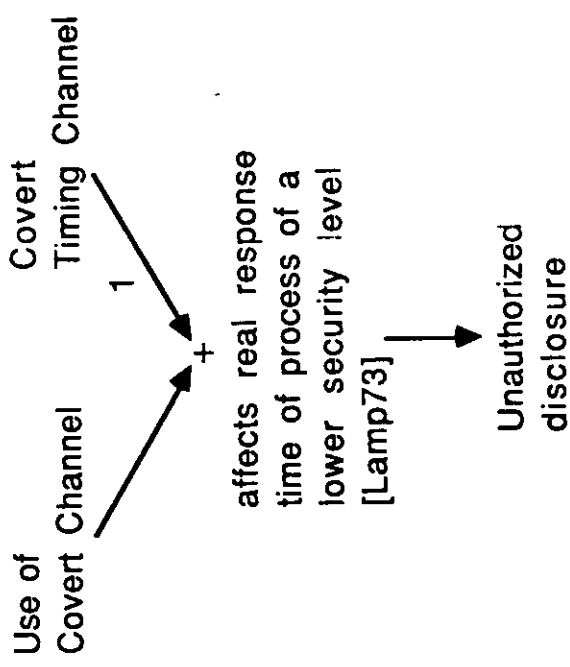 Use of
Covert Channel
Covert
Timing Channel
1
+
affects real response
time of process of a
lower security level
[Lamp73]
Unauthorized
disclosure